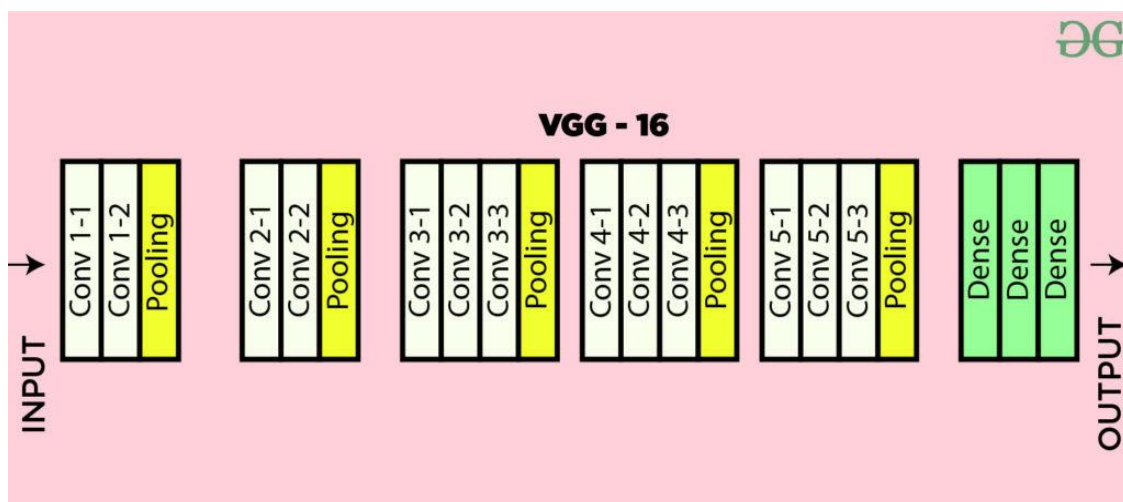 VGG - 16
INPUT
Conv 1-1
Conv 1-2
Pooling
Conv 2-1
Conv 2-2
Pooling
Conv 3-1
Conv 3-2
Conv 3-3
Pooling
Conv 4-1
Conv 4-2
Conv 4-3
Pooling
Conv 5-1
Conv 5-2
Conv 5-3
Pooling
Dense
Dense
Dense
OUTPUT